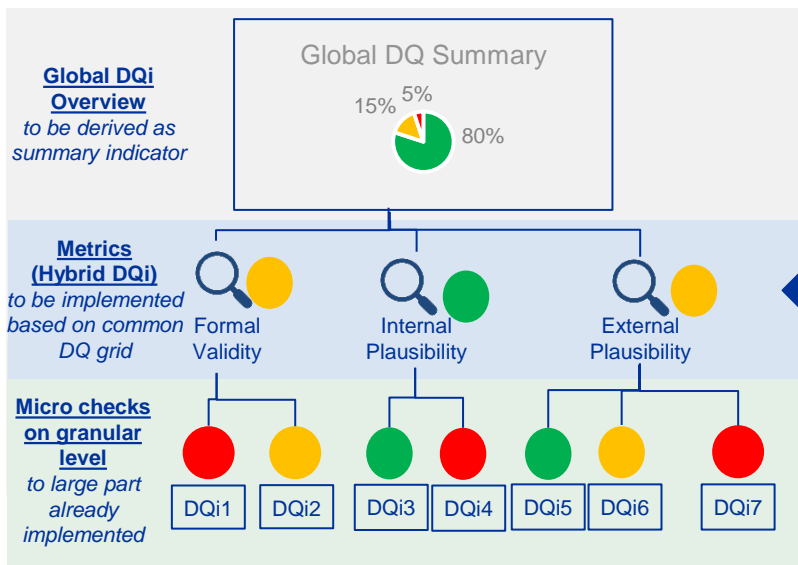 Global DQ Summary
5%
15%
80%
Global DQi
Overview
to be derived as
summary indicator
Metrics
(Hybrid DQi)
to be implemented
based on common
DQ grid
Formal
Validity
Internal
Plausibility
External
Plausibility
Micro checks
on granular
level
to large part
already
implemented
DQi1
DQi2
DQi3
DQi4
DQi5
DQi6
DQi7